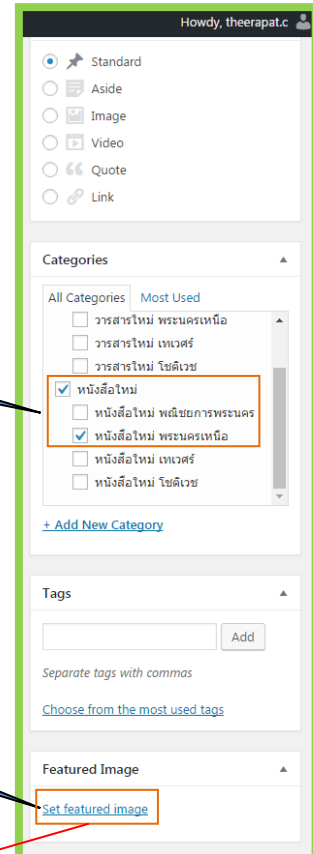 Howdy, theerapat.c
Standard
Aside
Image
Video
Quote
Link
Categories
All Categories Most Used
วารสารใหม่ พระนครเหนือ
วารสารใหม่ เทเวศร์
วารสารใหม่ โชติเวช
หนังสือใหม่
หนังสือใหม่ พณิชยการพระนคร
หนังสือใหม่ พระนครเหนือ
หนังสือใหม่ เทเวศร์
หนังสือใหม่ โชติเวช
+ Add New Category
Tags
Add
Separate tags with commas
Choose from the most used tags
Featured Image
Set featured image